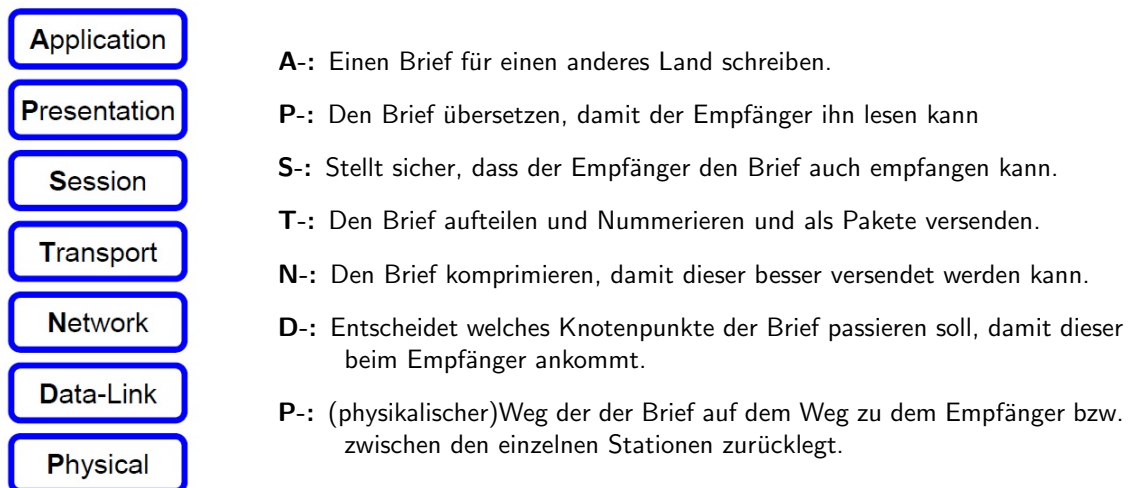 Application
Presentation
Session
Transport
Network
Data-Link
Physical
A-: Einen Brief für einen anderes Land schreiben.
P-: Den Brief übersetzen, damit der Empfänger ihn lesen kann
S-: Stellt sicher, dass der Empfänger den Brief auch empfangen kann.
T-: Den Brief aufteilen und Nummerieren und als Pakete versenden.
N-: Den Brief komprimieren, damit dieser besser versendet werden kann.
D-: Entscheidet welches Knotenpunkte der Brief passieren soll, damit dieser
beim Empfänger ankommt.
P-: (physikalischer)Weg der der Brief auf dem Weg zu dem Empfänger bzw.
zwischen den einzelnen Stationen zurücklegt.